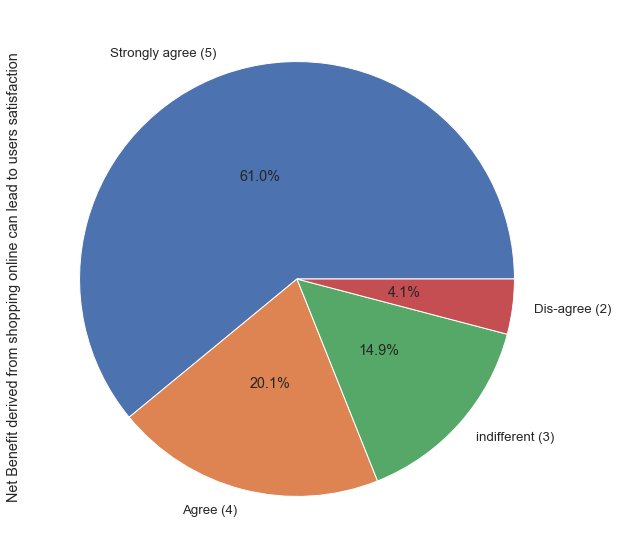 Net Benefit derived from shopping online can lead to users satisfaction
Strongly agree (5)
61.0%
4.1%
Dis-agree (2)
14.9%
20.1%
indifferent (3)
Agree (4)